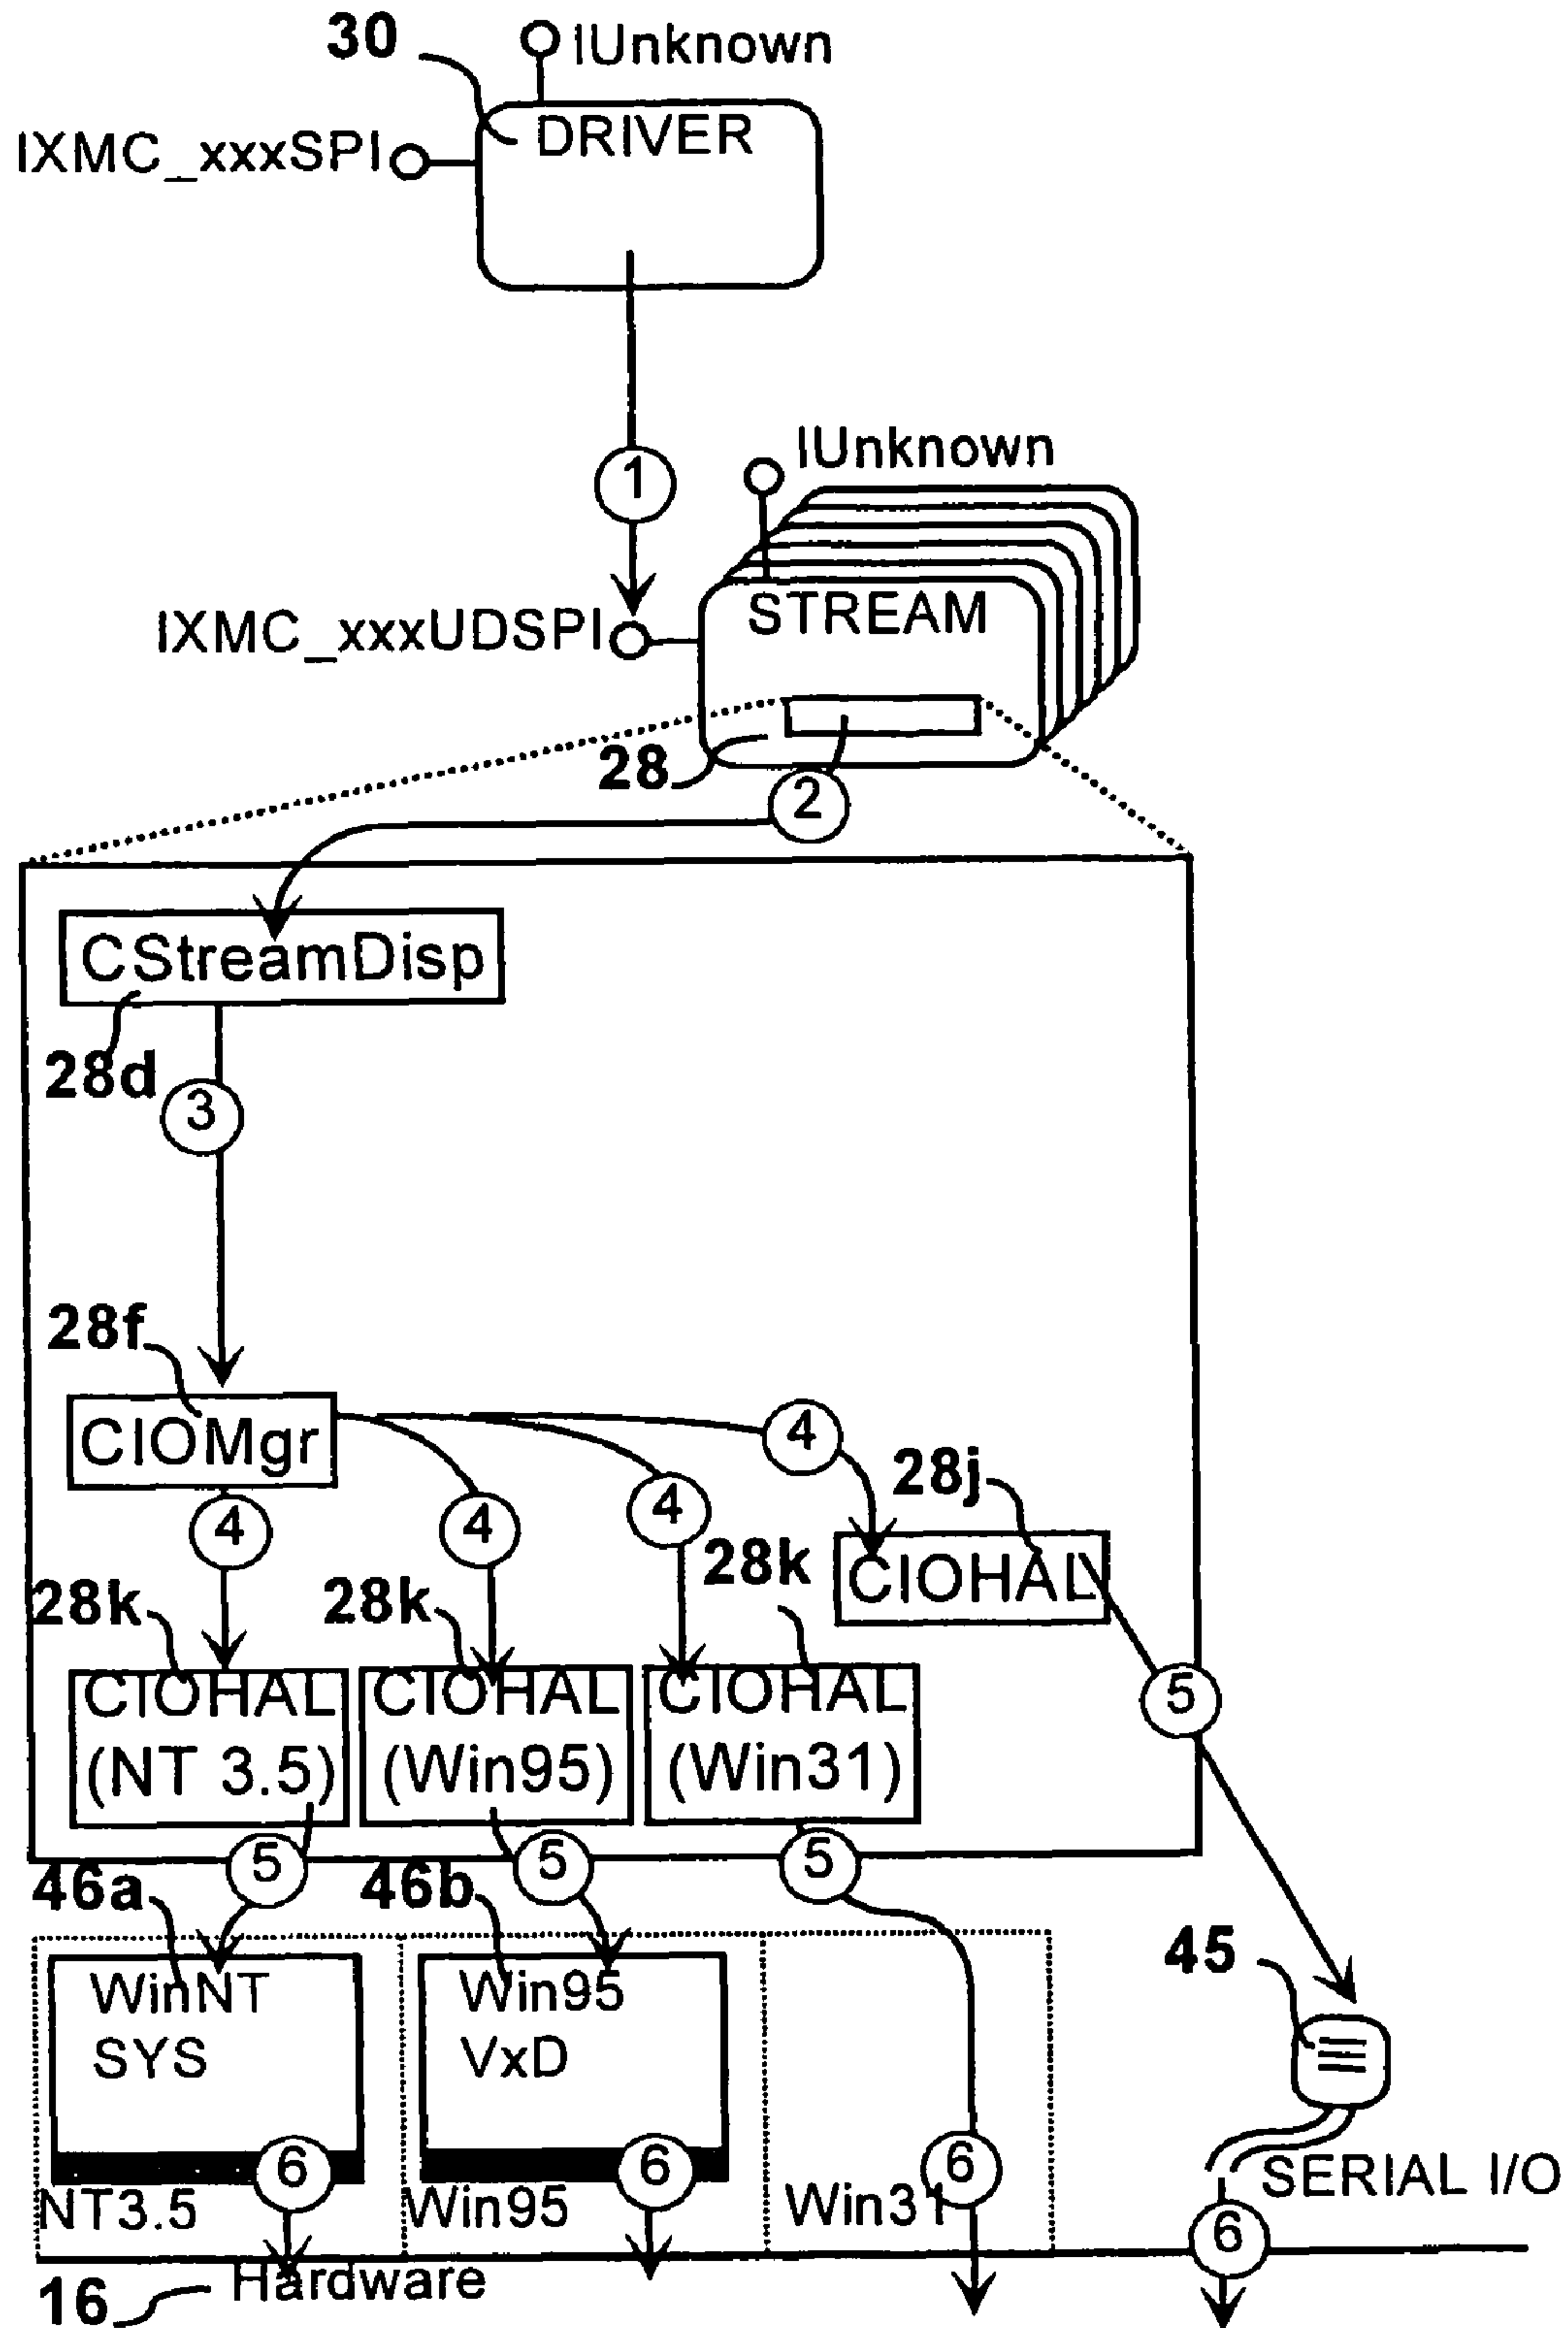 30
IUnknown
IXMC_xxxSPI
DRIVER
1
IUnknown
IXMC_xxxUDSPI
STREAM
28
2
CStreamDisp
28d
3
28f
CIOMgr
4
4
4
4
28j
CIOHAL
28k
28k
28k
CIOHAL
(NT 3.5)
CIOHAL
(Win95)
CIOHAL
(Win31)
5
5
5
5
46a
46b
45
WinNT
SYS
Win95
VxD
6
6
6
NT3.5
Win95
Win31
SERIAL I/O
6
16
Hardware